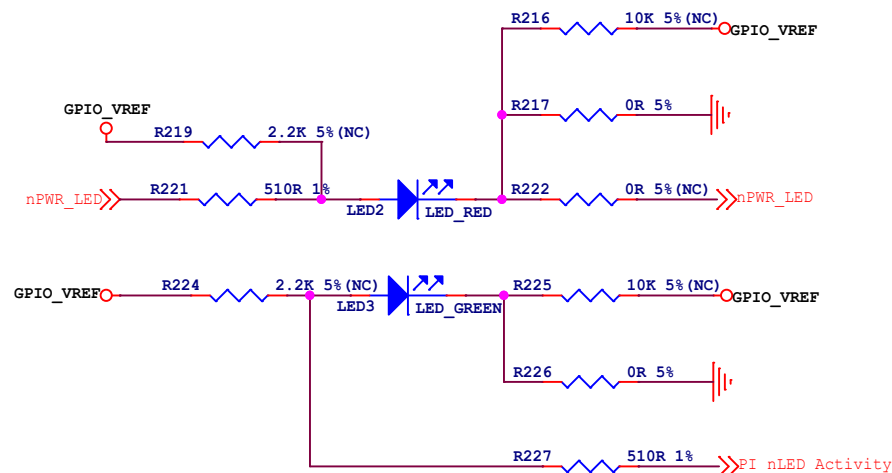 R216 10K 5%(NC) GPIO_VREF
R217 0R 5%
GPIO_VREF
R219 2.2K 5%(NC)
nPWR_LED R221 510R 1% LED2 LED_RED R222 0R 5%(NC) nPWR_LED
GPIO_VREF R224 2.2K 5%(NC) LED3 LED_GREEN R225 10K 5%(NC) GPIO_VREF
R226 0R 5%
R227 510R 1% PI nLED Activity